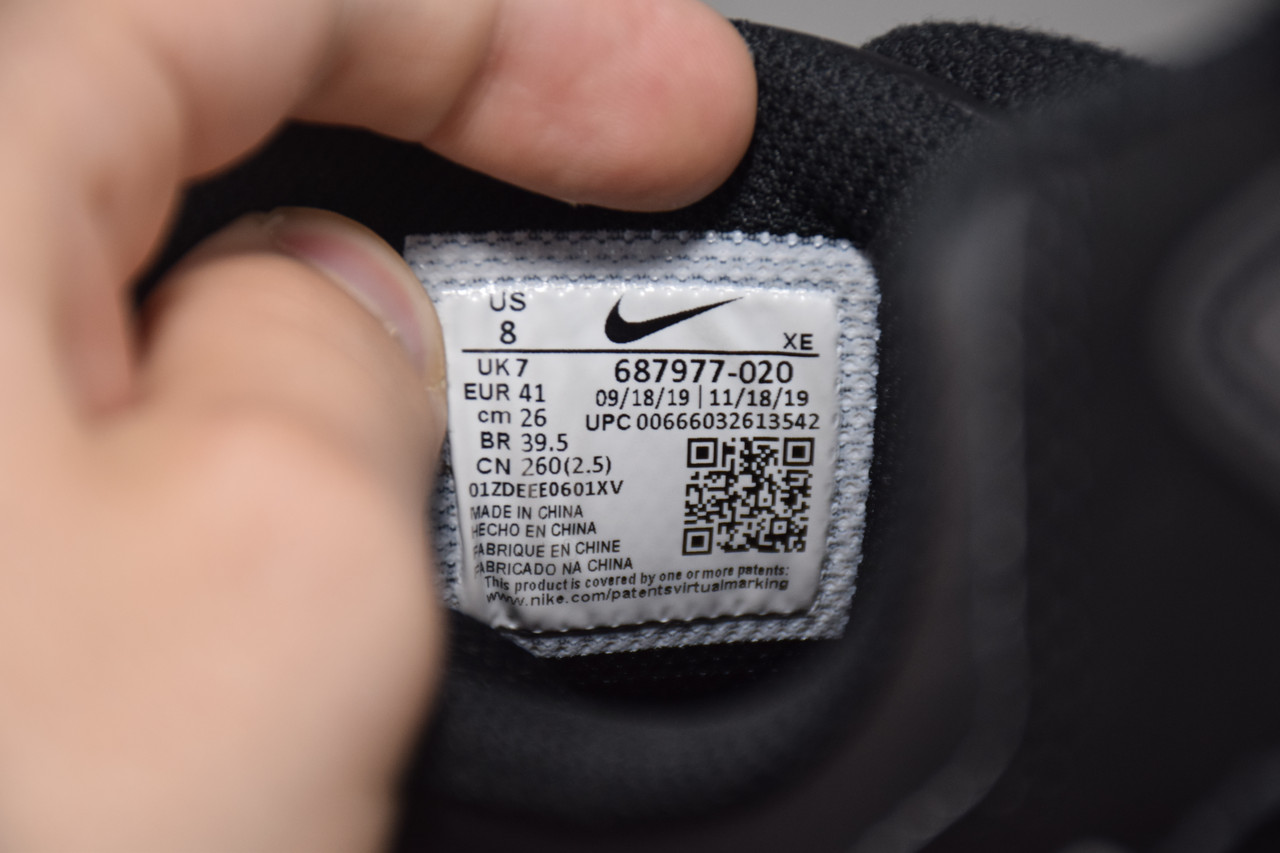 US
8
XE
UK 7
687977-020
EUR 41
09/18/19 | 11/18/19
cm 26
UPC 00666032613542
BR 39.5
CN 260(2.5)
01ZDEEE0601XV
MADE IN CHINA
HECHO EN CHINA
FABRIQUE EN CHINE
FABRICADO NA CHINA
This product is covered by one or more patents:
www.nike.com/patentsvirtualmarking